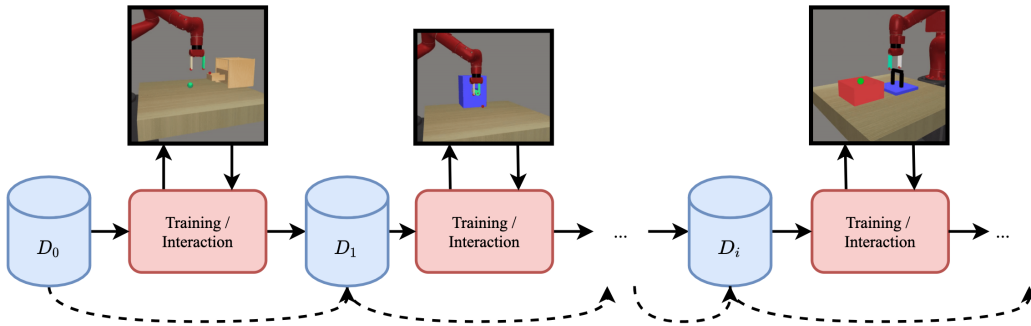 D₀
Training /
Interaction
D₁
Training /
Interaction
...
Dᵢ
Training /
Interaction
...